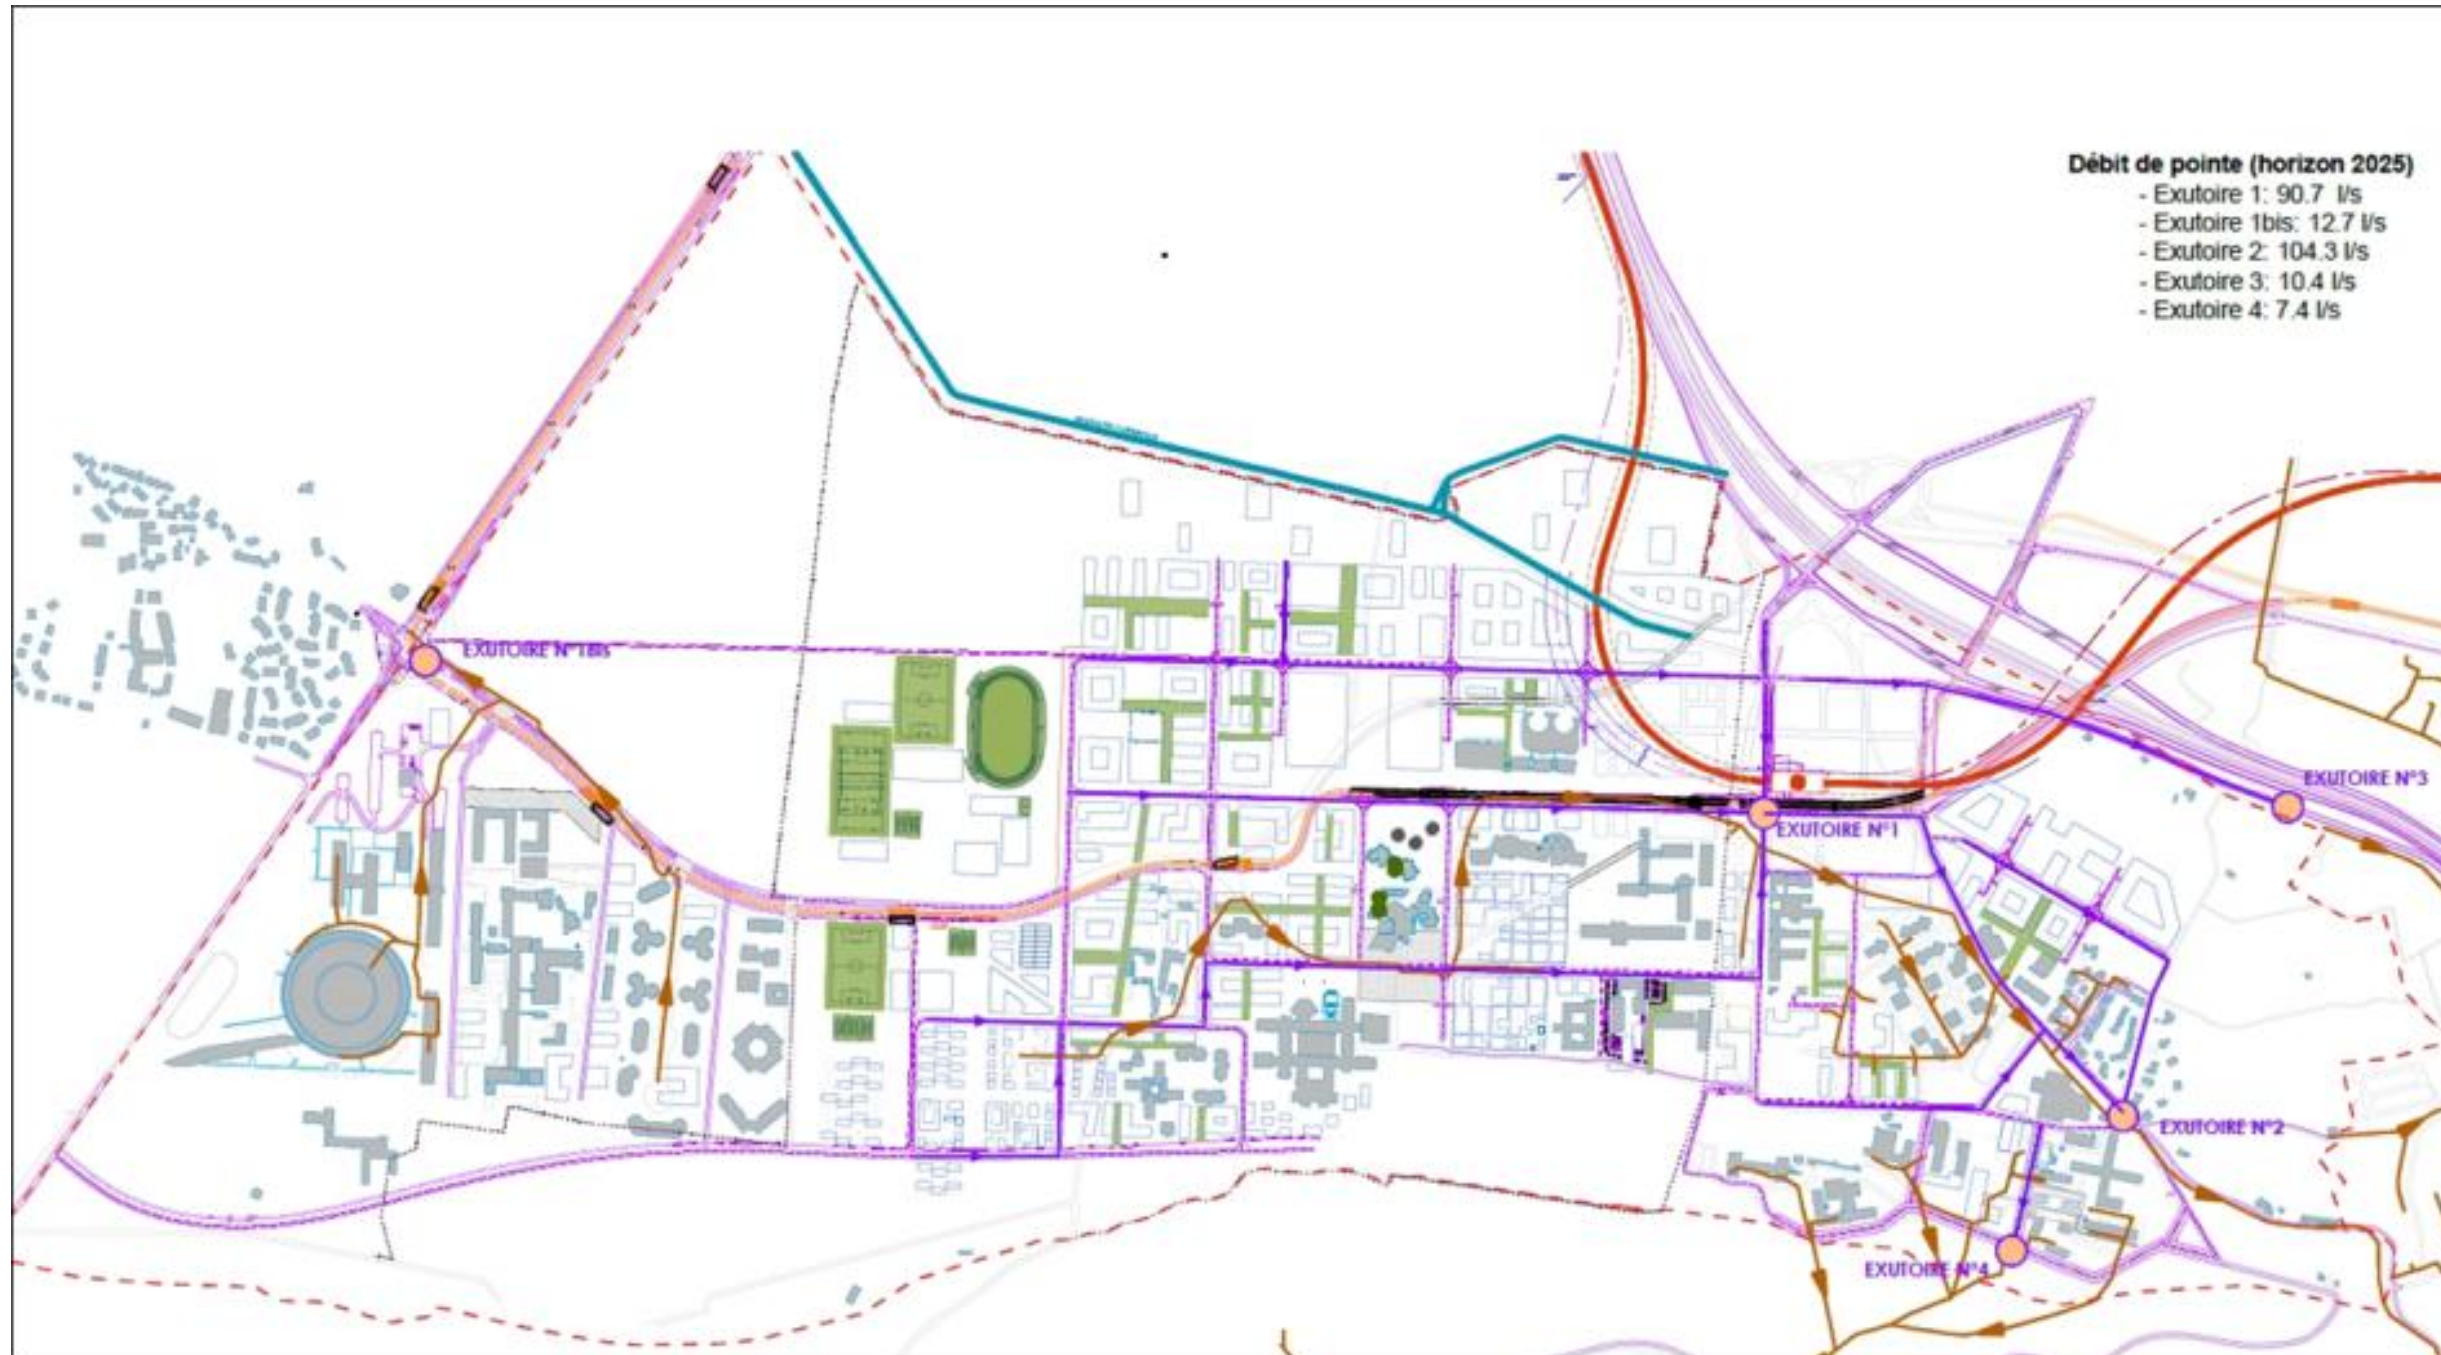 Débit de pointe (horizon 2025)
- Exutoire 1: 90.7 l/s
- Exutoire 1bis: 12.7 l/s
- Exutoire 2: 104.3 l/s
- Exutoire 3: 10.4 l/s
- Exutoire 4: 7.4 l/s
EXUTOIRE N°1Bis
EXUTOIRE N°3
EXUTOIRE N°1
EXUTOIRE N°2
EXUTOIRE N°4